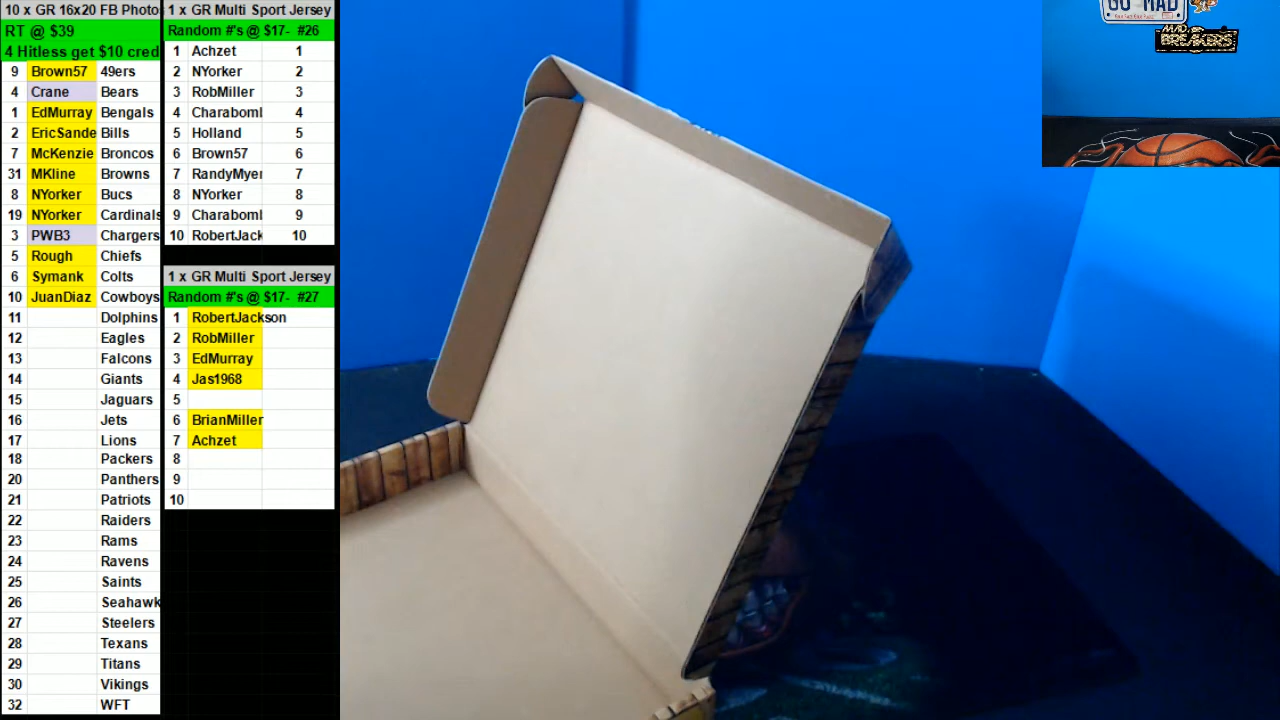 10 x GR 16x20 FB Photo
RT @ $39
4 Hitless get $10 cred
9 Brown57 49ers
4 Crane Bears
1 EdMurray Bengals
2 EricSande Bills
7 McKenzie Broncos
31 MKline Browns
8 NYorker Bucs
19 NYorker Cardinals
3 PWB3 Chargers
5 Rough Chiefs
6 Symank Colts
10 JuanDiaz Cowboys
11 Dolphins
12 Eagles
13 Falcons
14 Giants
15 Jaguars
16 Jets
17 Lions
18 Packers
20 Panthers
21 Patriots
22 Raiders
23 Rams
24 Ravens
25 Saints
26 Seahawk
27 Steelers
28 Texans
29 Titans
30 Vikings
32 WFT
1 x GR Multi Sport Jersey
Random #'s @ $17- #26
1 Achzet 1
2 NYorker 2
3 RobMiller 3
4 Charaboml 4
5 Holland 5
6 Brown57 6
7 RandyMyer 7
8 NYorker 8
9 Charaboml 9
10 RobertJack 10
1 x GR Multi Sport Jersey
Random #'s @ $17- #27
1 RobertJackson
2 RobMiller
3 EdMurray
4 Jas1968
5
6 BrianMiller
7 Achzet
8
9
10
GO MAD
MAD
BREAKERS